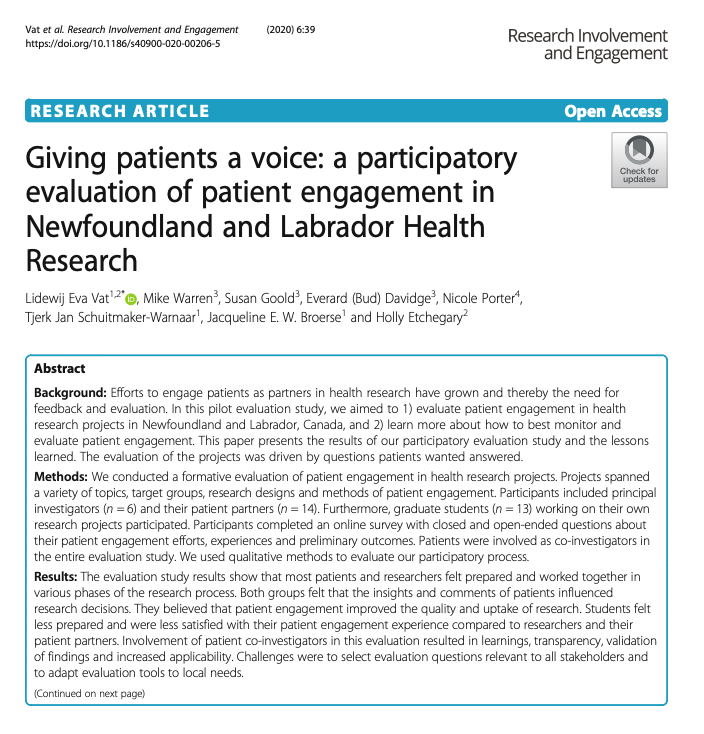 Vat et al. Research Involvement and Engagement (2020) 6:39
https://doi.org/10.1186/s40900-020-00206-5
Research Involvement
and Engagement
RESEARCH ARTICLE Open Access
Check for
updates
Giving patients a voice: a participatory
evaluation of patient engagement in
Newfoundland and Labrador Health
Research
Lidewij Eva Vat1,2* iD, Mike Warren3, Susan Goold3, Everard (Bud) Davidge3, Nicole Porter4,
Tjerk Jan Schuitmaker-Warnaar1, Jacqueline E. W. Broerse1 and Holly Etchegary2
Abstract
Background: Efforts to engage patients as partners in health research have grown and thereby the need for
feedback and evaluation. In this pilot evaluation study, we aimed to 1) evaluate patient engagement in health
research projects in Newfoundland and Labrador, Canada, and 2) learn more about how to best monitor and
evaluate patient engagement. This paper presents the results of our participatory evaluation study and the lessons
learned. The evaluation of the projects was driven by questions patients wanted answered.
Methods: We conducted a formative evaluation of patient engagement in health research projects. Projects spanned
a variety of topics, target groups, research designs and methods of patient engagement. Participants included principal
investigators (n = 6) and their patient partners (n = 14). Furthermore, graduate students (n = 13) working on their own
research projects participated. Participants completed an online survey with closed and open-ended questions about
their patient engagement efforts, experiences and preliminary outcomes. Patients were involved as co-investigators in
the entire evaluation study. We used qualitative methods to evaluate our participatory process.
Results: The evaluation study results show that most patients and researchers felt prepared and worked together in
various phases of the research process. Both groups felt that the insights and comments of patients influenced
research decisions. They believed that patient engagement improved the quality and uptake of research. Students felt
less prepared and were less satisfied with their patient engagement experience compared to researchers and their
patient partners. Involvement of patient co-investigators in this evaluation resulted in learnings, transparency, validation
of findings and increased applicability. Challenges were to select evaluation questions relevant to all stakeholders and
to adapt evaluation tools to local needs.
(Continued on next page)